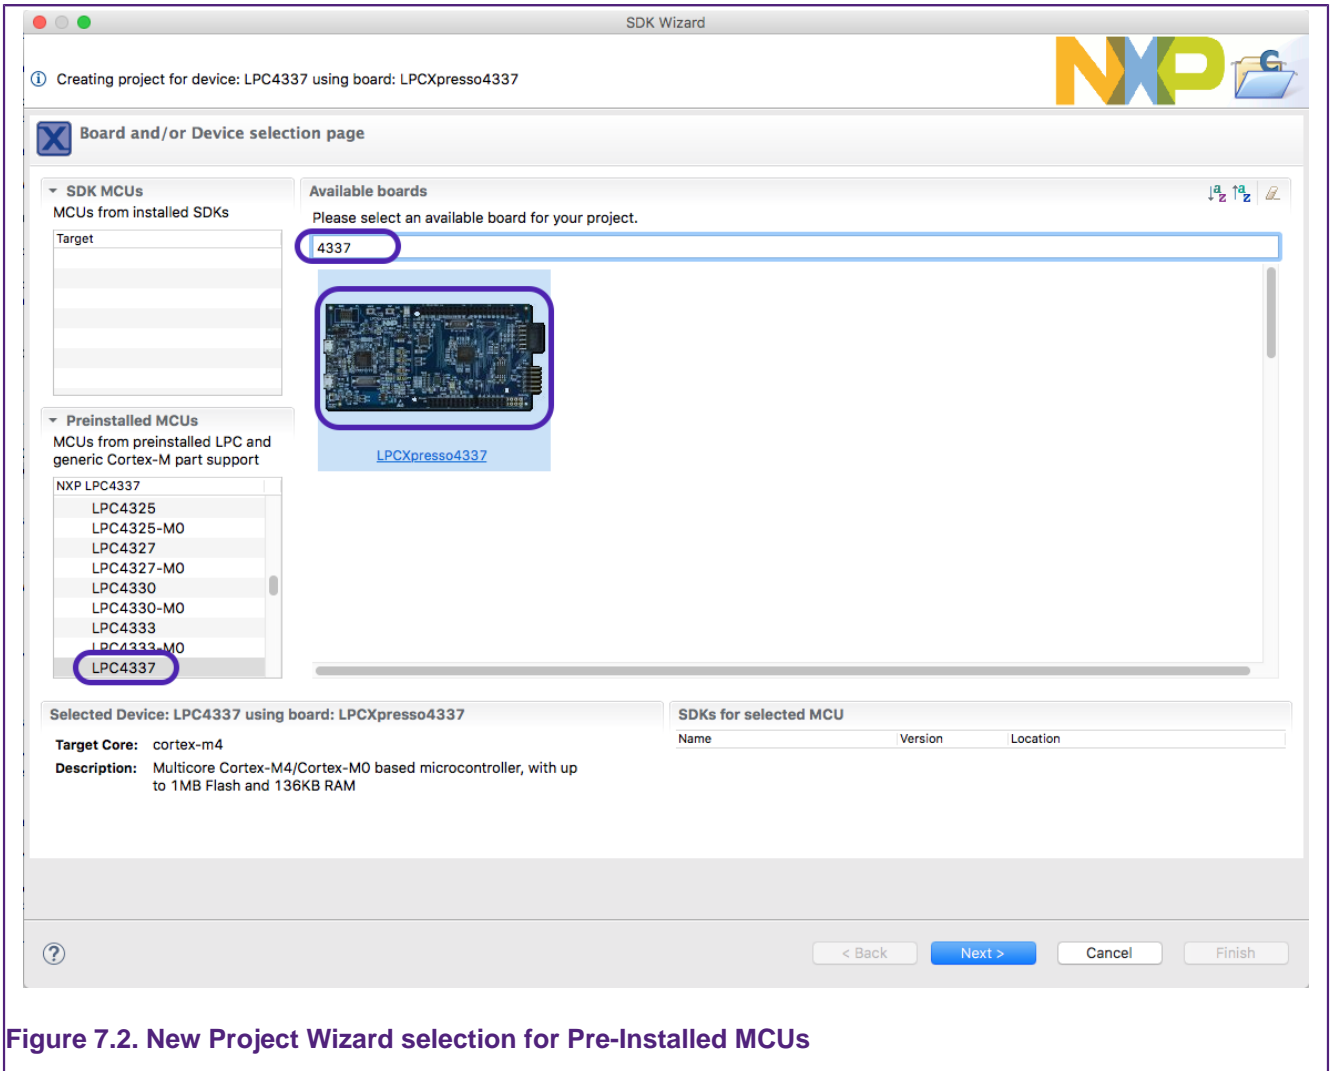 SDK Wizard
Creating project for device: LPC4337 using board: LPCXpresso4337
NXP
Board and/or Device selection page
SDK MCUs
MCUs from installed SDKs
Target
Available boards
Please select an available board for your project.
4337
LPCXpresso4337
Preinstalled MCUs
MCUs from preinstalled LPC and
generic Cortex-M part support
NXP LPC4337
LPC4325
LPC4325-M0
LPC4327
LPC4327-M0
LPC4330
LPC4330-M0
LPC4333
LPC4333-M0
LPC4337
Selected Device: LPC4337 using board: LPCXpresso4337
Target Core: cortex-m4
Description: Multicore Cortex-M4/Cortex-M0 based microcontroller, with up
to 1MB Flash and 136KB RAM
SDKs for selected MCU
Name Version Location
< Back Next > Cancel Finish
Figure 7.2. New Project Wizard selection for Pre-Installed MCUs